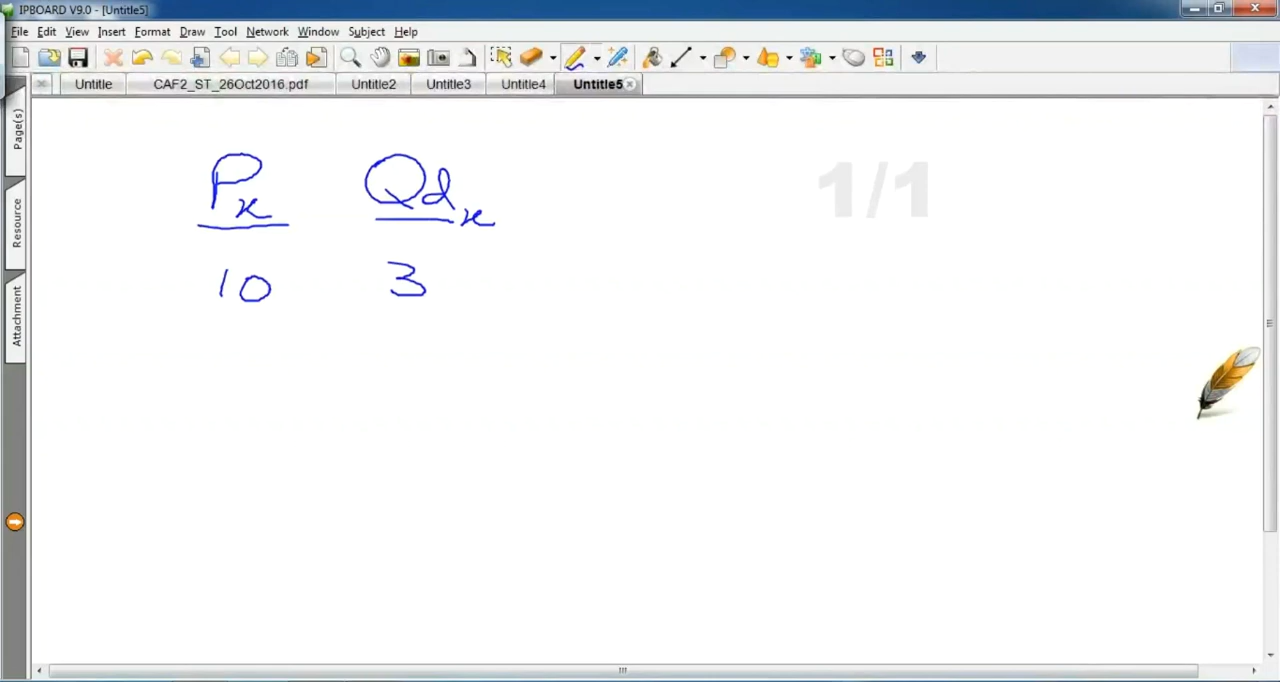 IPBOARD V9.0 - [Untitle5]
File Edit View Insert Format Draw Tool Network Window Subject Help
Untitle CAF2_ST_26Oct2016.pdf Untitle2 Untitle3 Untitle4 Untitle5
Page(s)
Resource
Attachment
1/1
Px Qdx
10 3